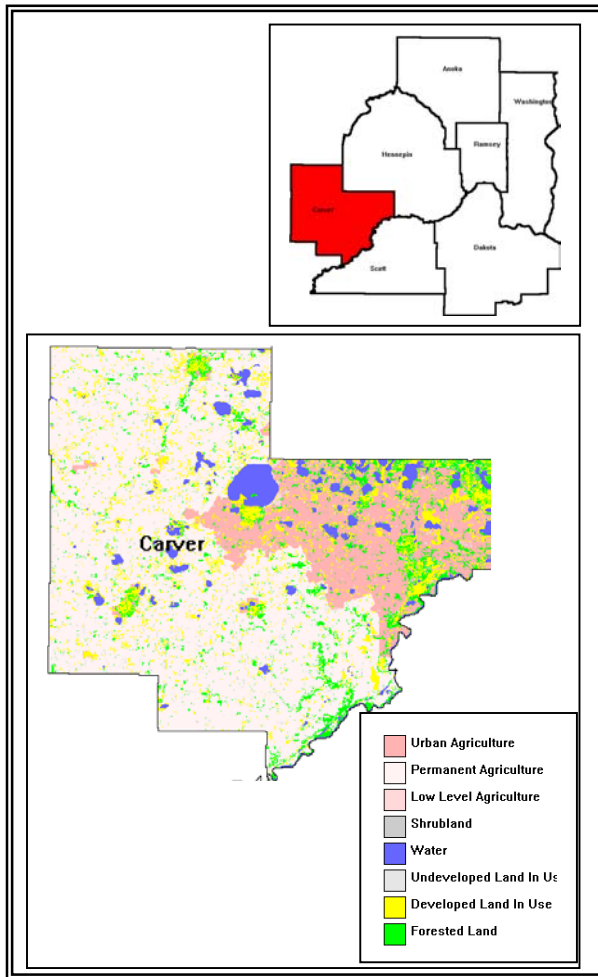 Anoka
Washington
Hennepin
Ramsey
Carver
Dakota
Scott
Carver
Urban Agriculture
Permanent Agriculture
Low Level Agriculture
Shrubland
Water
Undeveloped Land In Us
Developed Land In Use
Forested Land